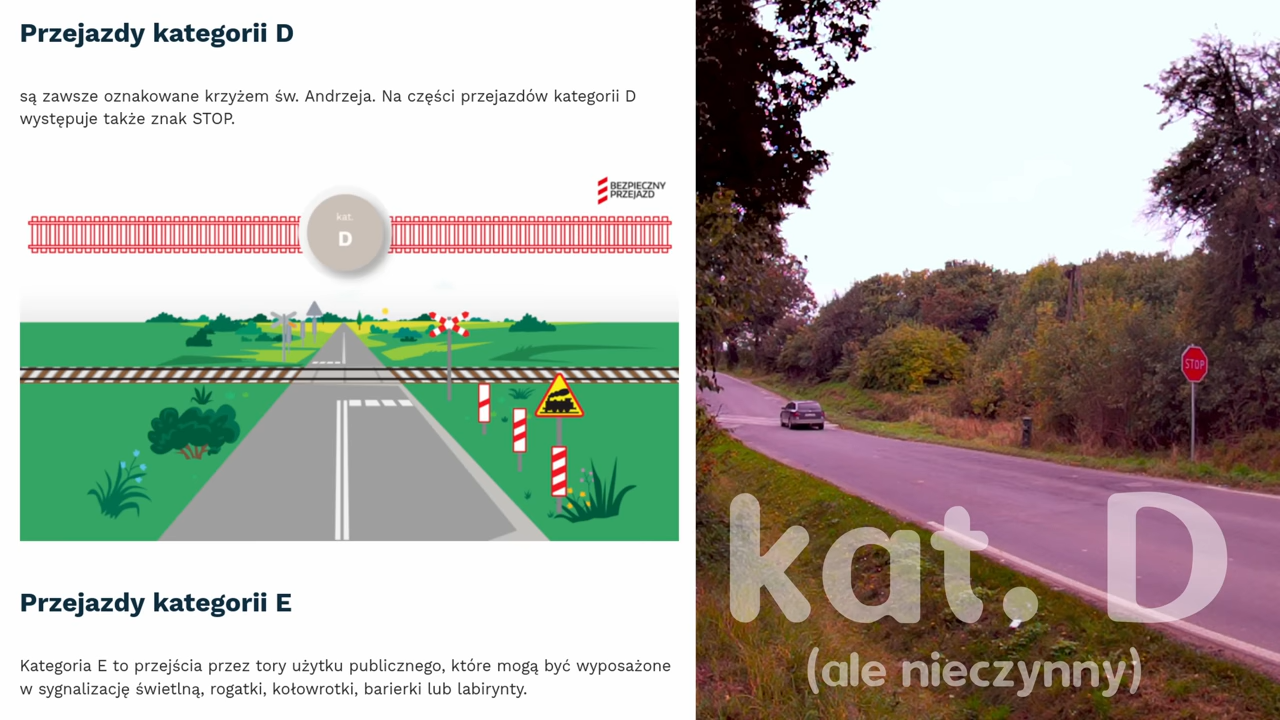 Przejazdy kategorii D
są zawsze oznakowane krzyżem św. Andrzeja. Na części przejazdów kategorii D
występuje także znak STOP.
BEZPIECZNY
PRZEJAZD
kat.
D
Przejazdy kategorii E
Kategoria E to przejścia przez tory użytku publicznego, które mogą być wyposażone
w sygnalizację świetlną, rogatki, kołowrotki, barierki lub labirynty.
STOP
kat. D
(ale nieczynny)